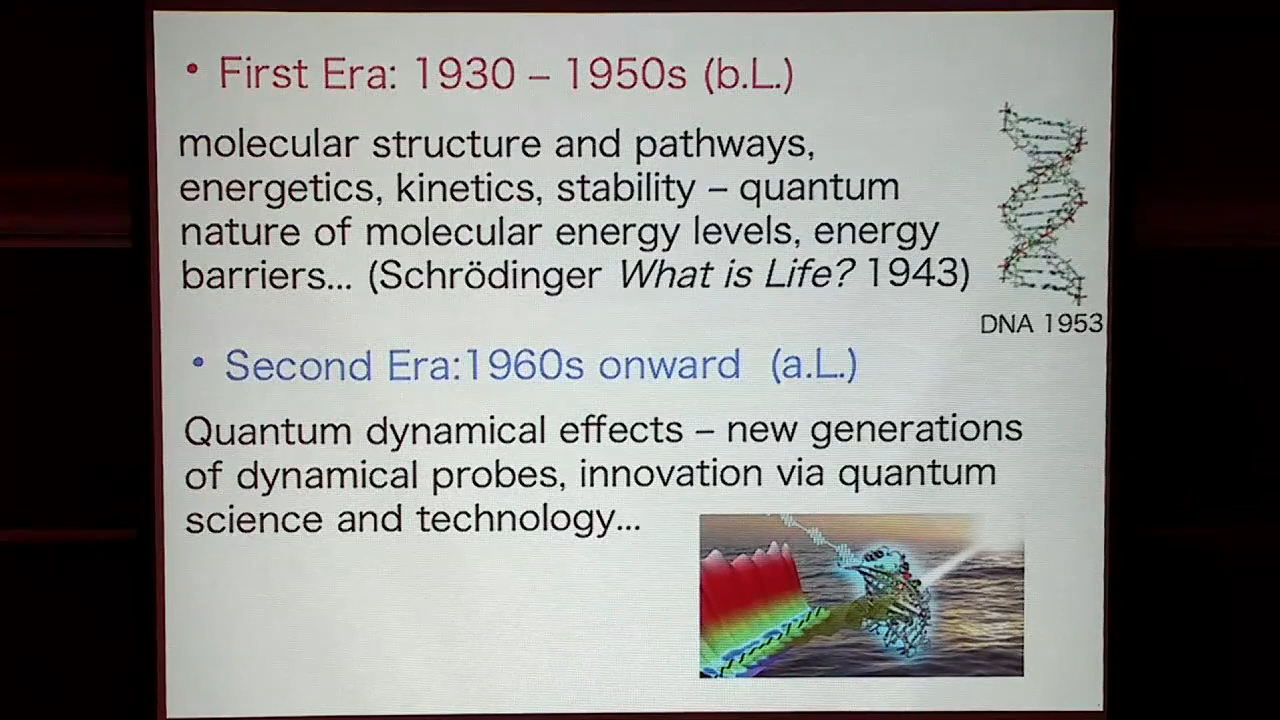 • First Era: 1930 – 1950s (b.L.)
molecular structure and pathways,
energetics, kinetics, stability – quantum
nature of molecular energy levels, energy
barriers... (Schrödinger What is Life? 1943)
DNA 1953
• Second Era:1960s onward (a.L.)
Quantum dynamical effects – new generations
of dynamical probes, innovation via quantum
science and technology...